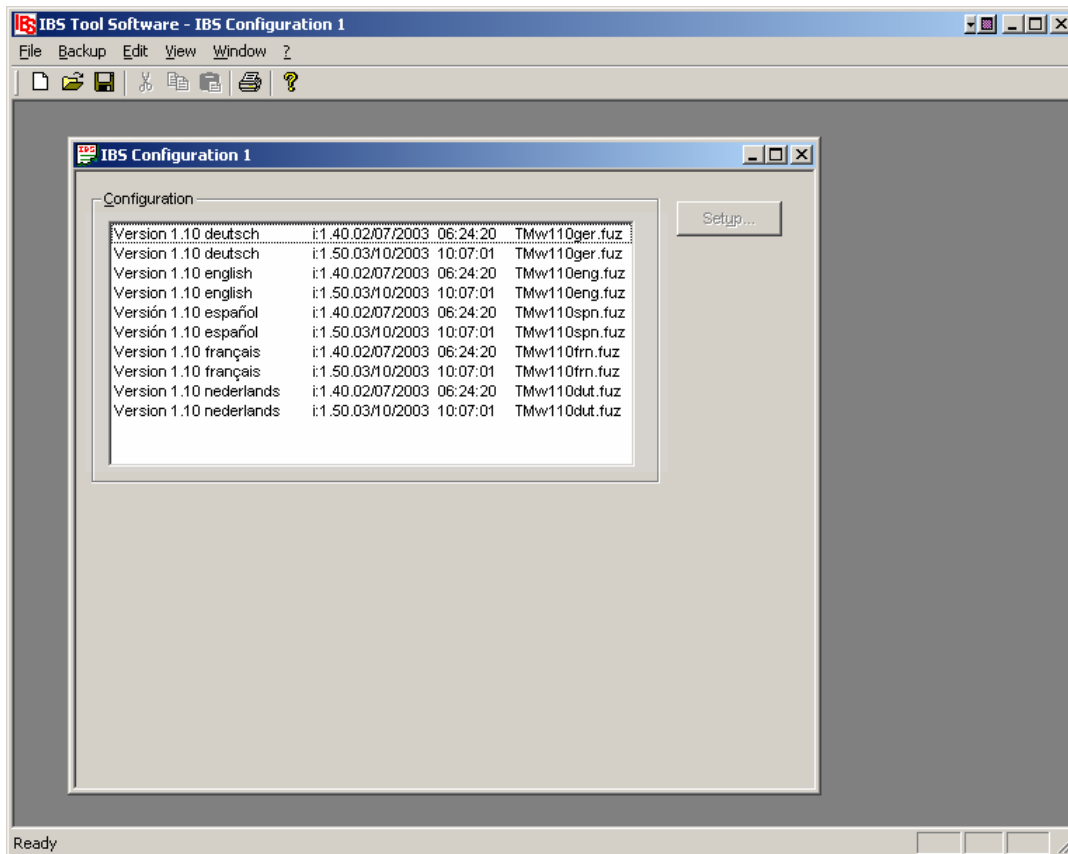 IBS IBS Tool Software - IBS Configuration 1
File Backup Edit View Window ?
IBS IBS Configuration 1
Configuration
Setup...
Version 1.10 deutsch i:1.40.02/07/2003 06:24:20 TMw110ger.fuz
Version 1.10 deutsch i:1.50.03/10/2003 10:07:01 TMw110ger.fuz
Version 1.10 english i:1.40.02/07/2003 06:24:20 TMw110eng.fuz
Version 1.10 english i:1.50.03/10/2003 10:07:01 TMw110eng.fuz
Versión 1.10 español i:1.40.02/07/2003 06:24:20 TMw110spn.fuz
Versión 1.10 español i:1.50.03/10/2003 10:07:01 TMw110spn.fuz
Version 1.10 français i:1.40.02/07/2003 06:24:20 TMw110frn.fuz
Version 1.10 français i:1.50.03/10/2003 10:07:01 TMw110frn.fuz
Version 1.10 nederlands i:1.40.02/07/2003 06:24:20 TMw110dut.fuz
Version 1.10 nederlands i:1.50.03/10/2003 10:07:01 TMw110dut.fuz
Ready